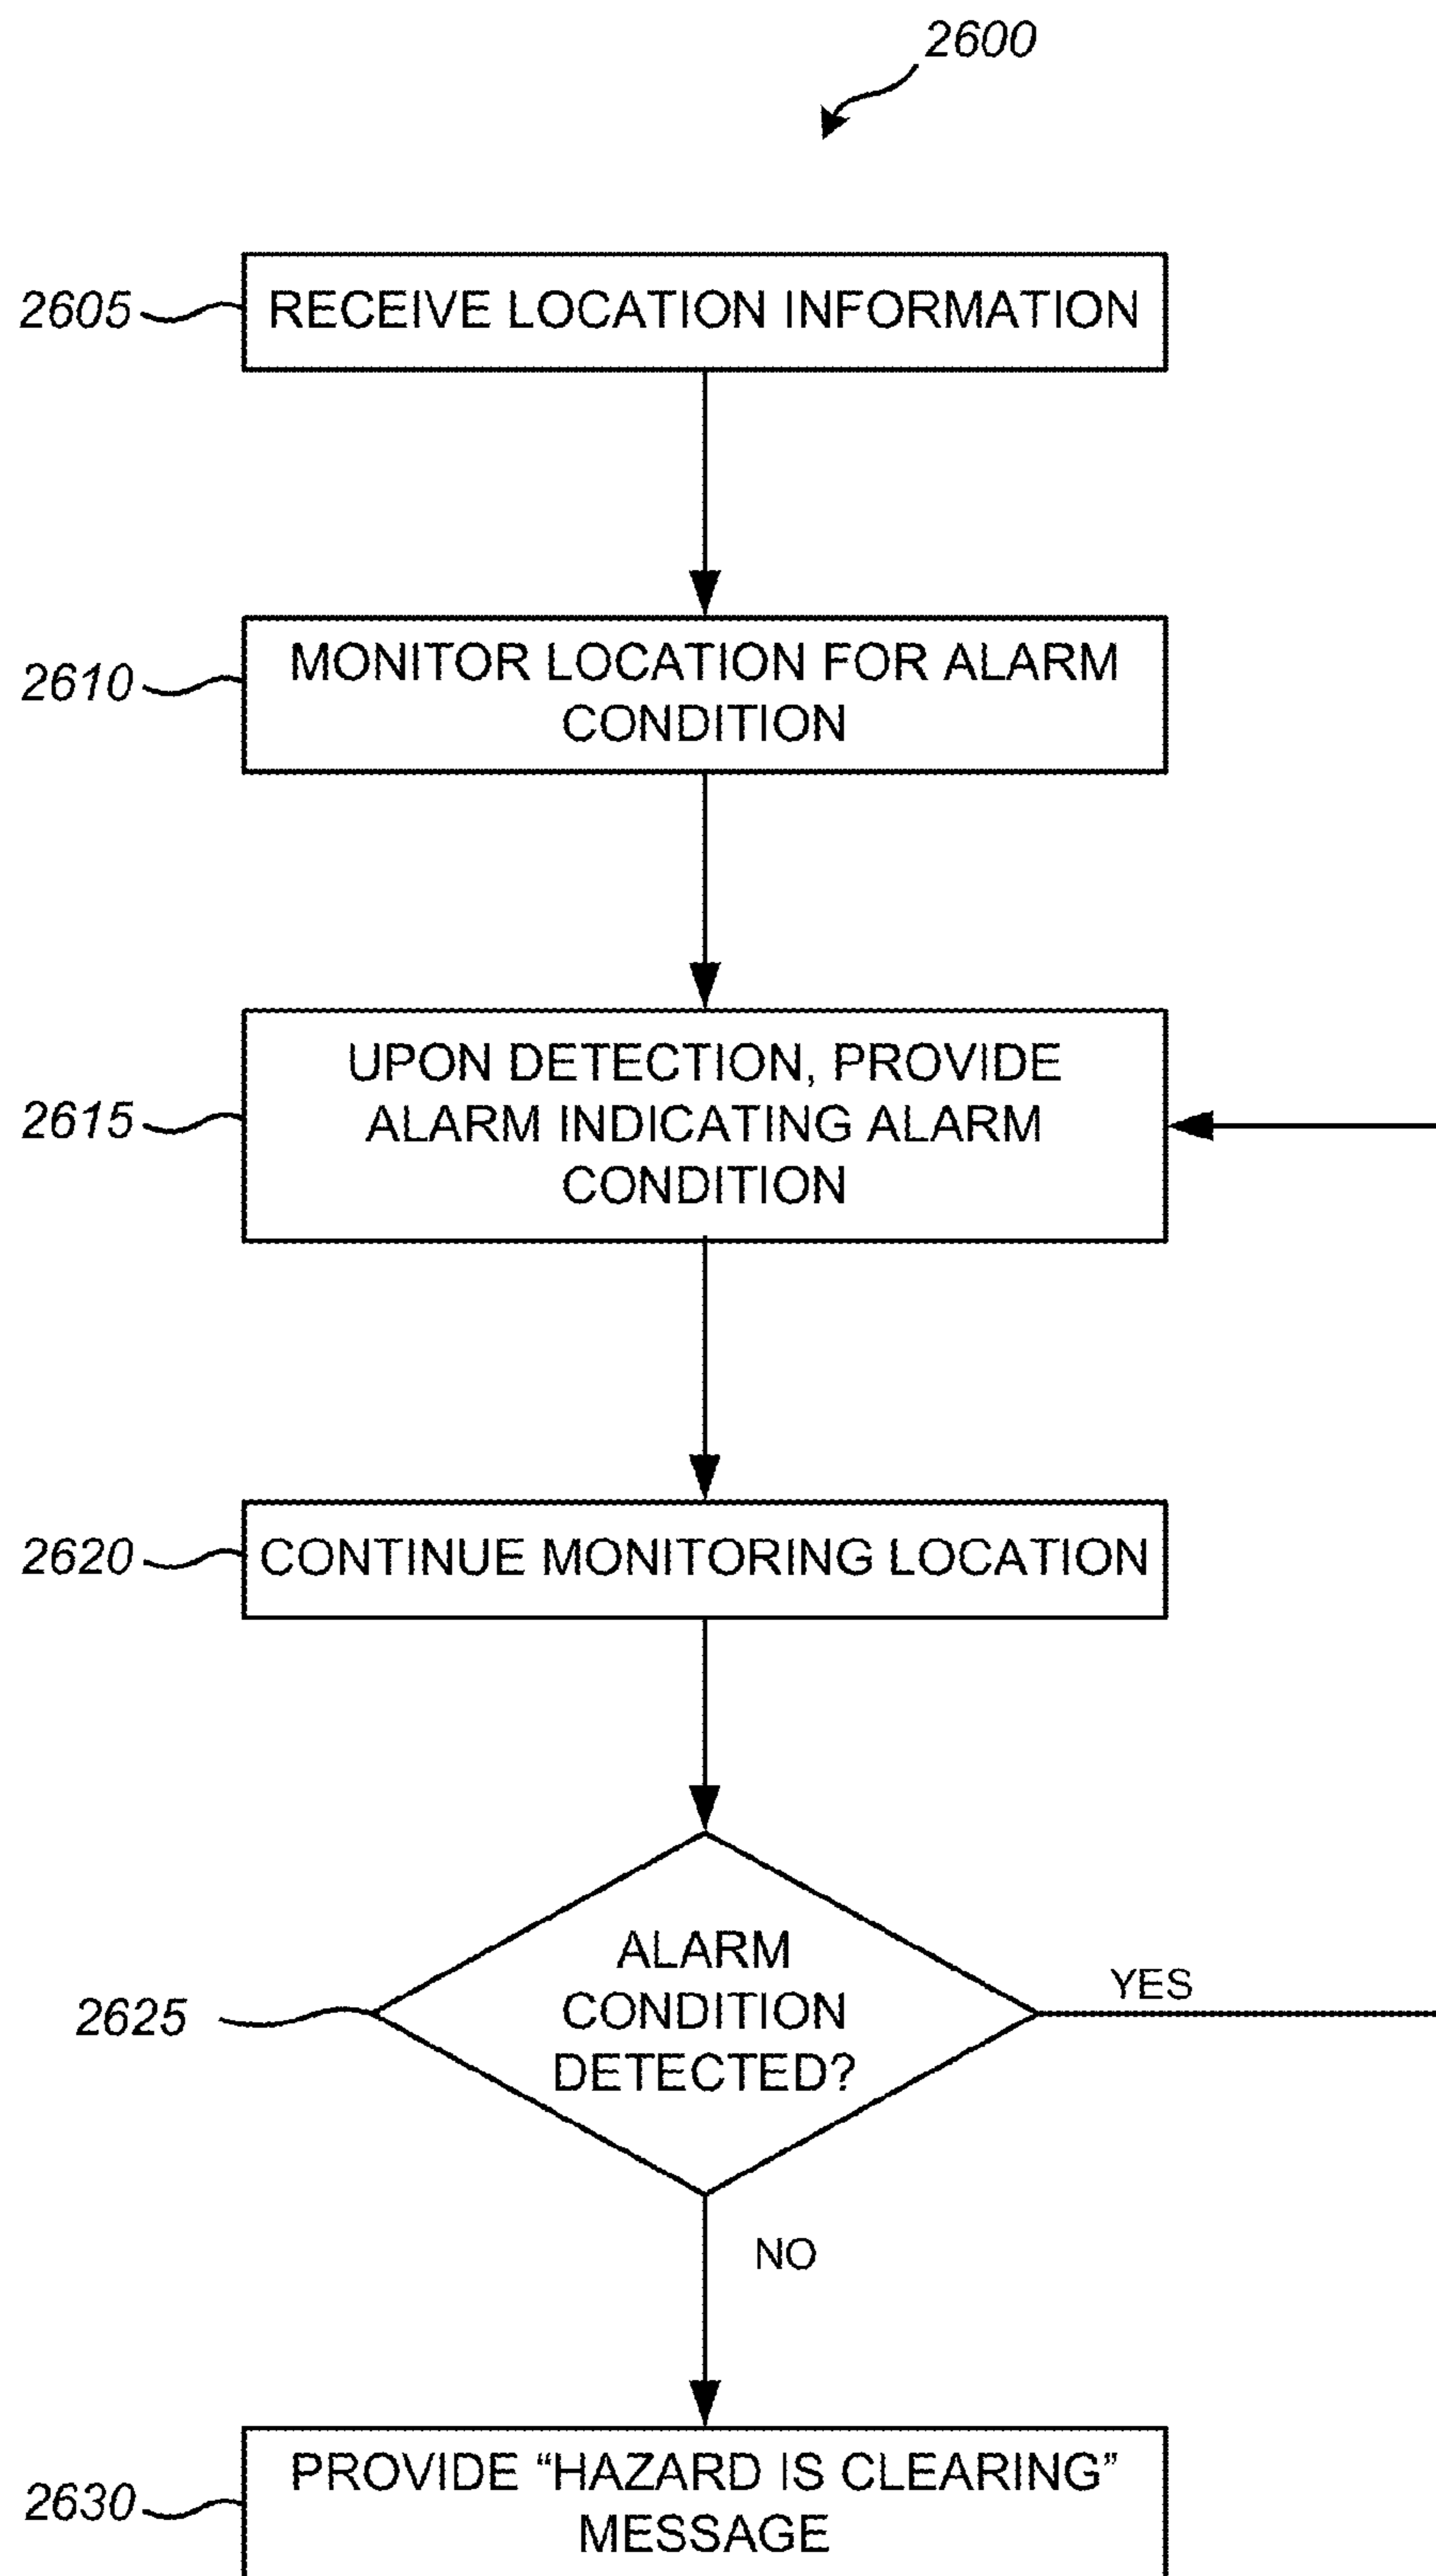 2600
2605
RECEIVE LOCATION INFORMATION
2610
MONITOR LOCATION FOR ALARM
CONDITION
2615
UPON DETECTION, PROVIDE
ALARM INDICATING ALARM
CONDITION
2620
CONTINUE MONITORING LOCATION
2625
ALARM
CONDITION
DETECTED?
YES
NO
2630
PROVIDE “HAZARD IS CLEARING”
MESSAGE